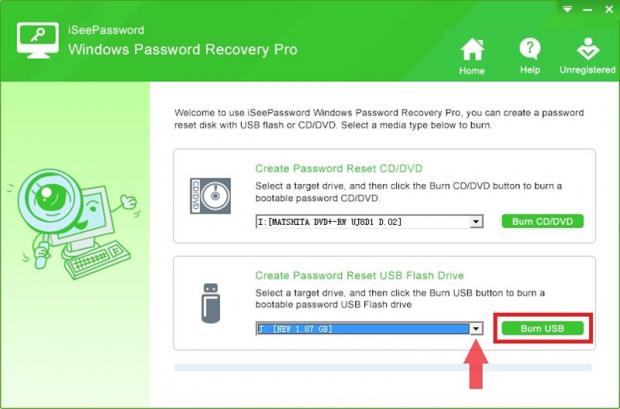 iSeePassword
Windows Password Recovery Pro
Home
Help
Unregistered
Welcome to use iSeePassword Windows Password Recovery Pro, you can create a password
reset disk with USB flash or CD/DVD. Select a media type below to burn.
CD/DVD
Create Password Reset CD/DVD
Select a target drive, and then click the Burn CD/DVD button to burn a
bootable password CD/DVD.
I:[MATSHITA DVD+-RW UJ8D1 D.02]
Burn CD/DVD
Create Password Reset USB Flash Drive
Select a target drive, and then click the Burn USB button to burn a
bootable password USB Flash drive
J: [NEW 1.87 GB]
Burn USB